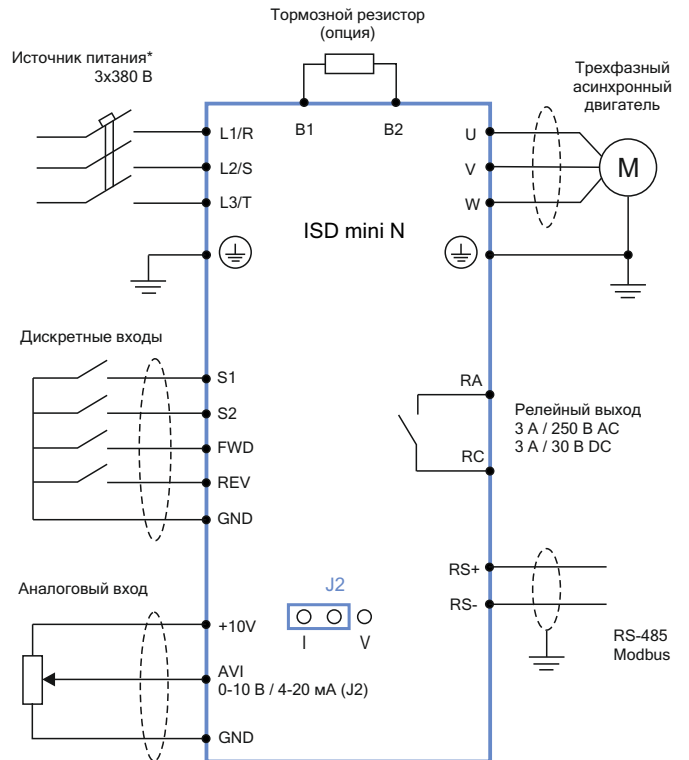 Тормозной резистор
(опция)
Источник питания*
3x380 В
Трехфазный
асинхронный
двигатель
B1
B2
L1/R
L2/S
L3/T
U
V
W
M
ISD mini N
Дискретные входы
S1
S2
FWD
REV
GND
RA
RC
Релейный выход
3 А / 250 В AC
3 А / 30 В DC
Аналоговый вход
+10V
AVI
0-10 В / 4-20 мА (J2)
GND
J2
I
V
RS+
RS-
RS-485
Modbus